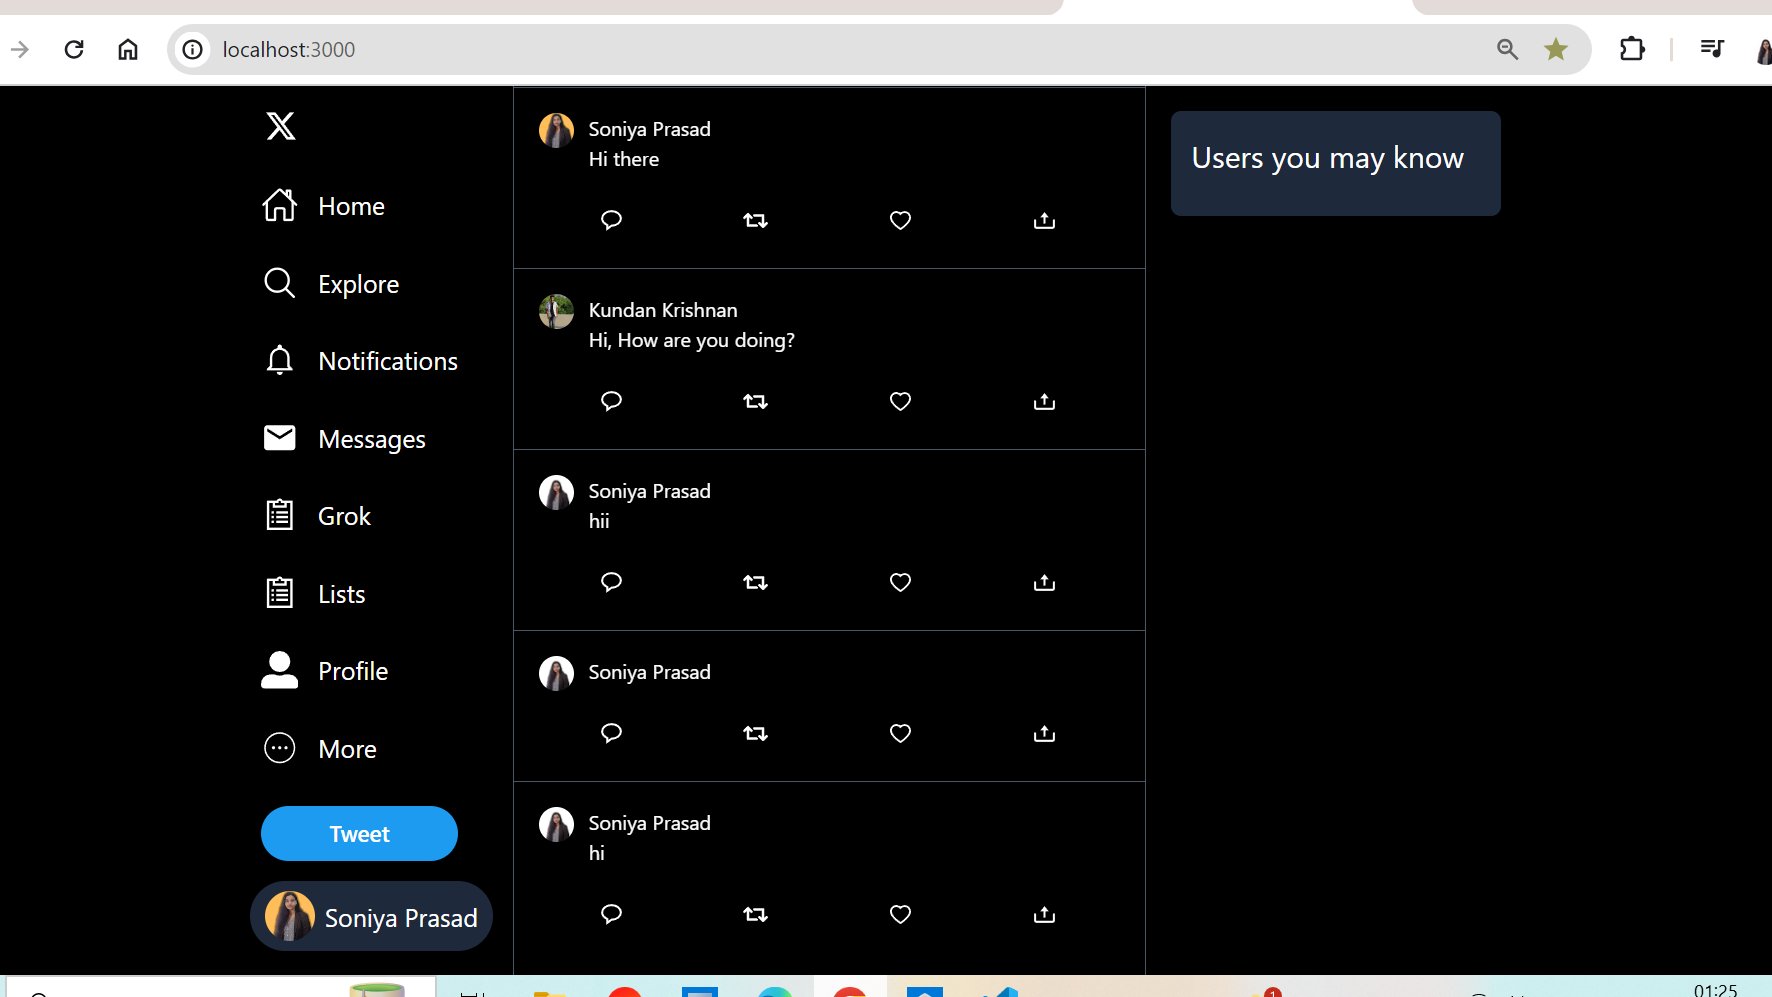 localhost:3000
Home
Explore
Notifications
Messages
Grok
Lists
Profile
More
Tweet
Soniya Prasad
Soniya Prasad
Hi there
Kundan Krishnan
Hi, How are you doing?
Soniya Prasad
hii
Soniya Prasad
Soniya Prasad
hi
Users you may know
1
01:25